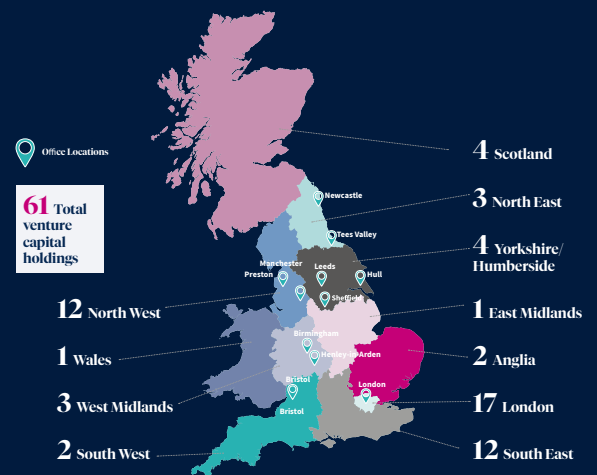 Office Locations
61 Total
venture
capital
holdings
4 Scotland
3 North East
4 Yorkshire/
Humberside
1 East Midlands
2 Anglia
17 London
12 South East
12 North West
1 Wales
3 West Midlands
2 South West
Newcastle
Tees Valley
Manchester
Preston
Leeds
Hull
Sheffield
Birmingham
Henley-in-Arden
Bristol
London
Bristol